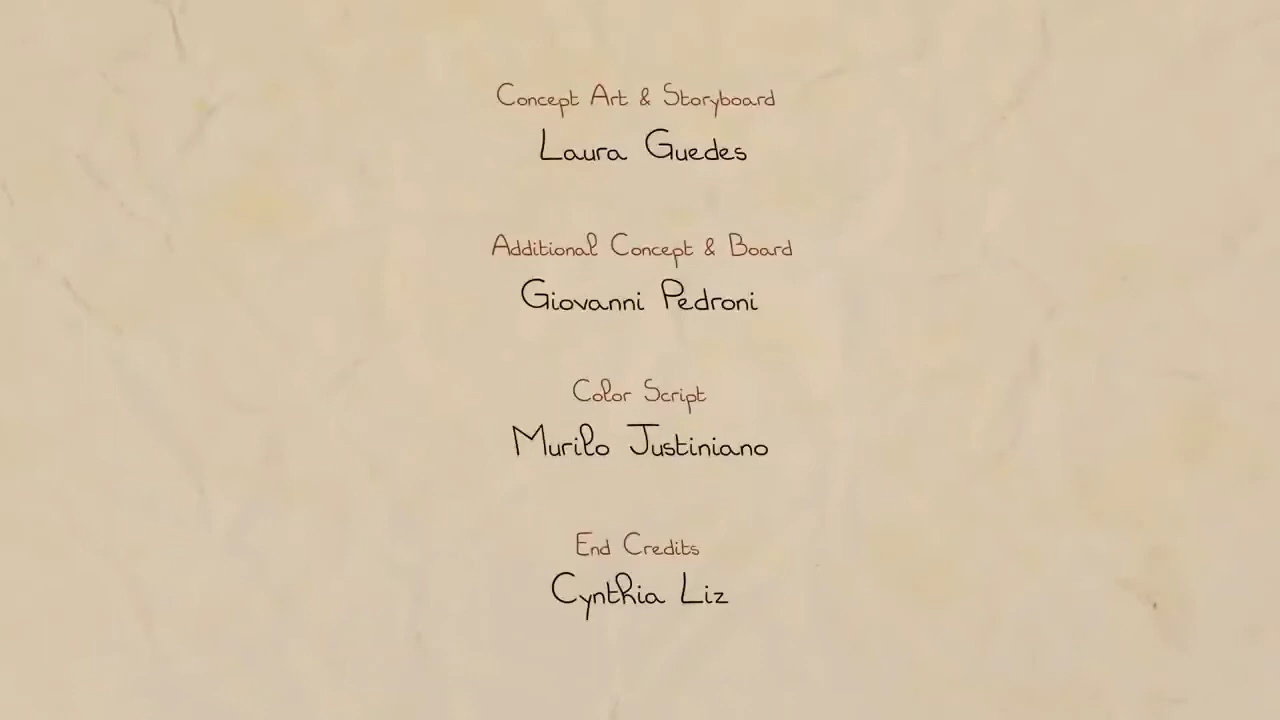 Concept Art & Storyboard
Laura Guedes
Additional Concept & Board
Giovanni Pedroni
Color Script
Murilo Justiniano
End Credits
Cynthia Liz